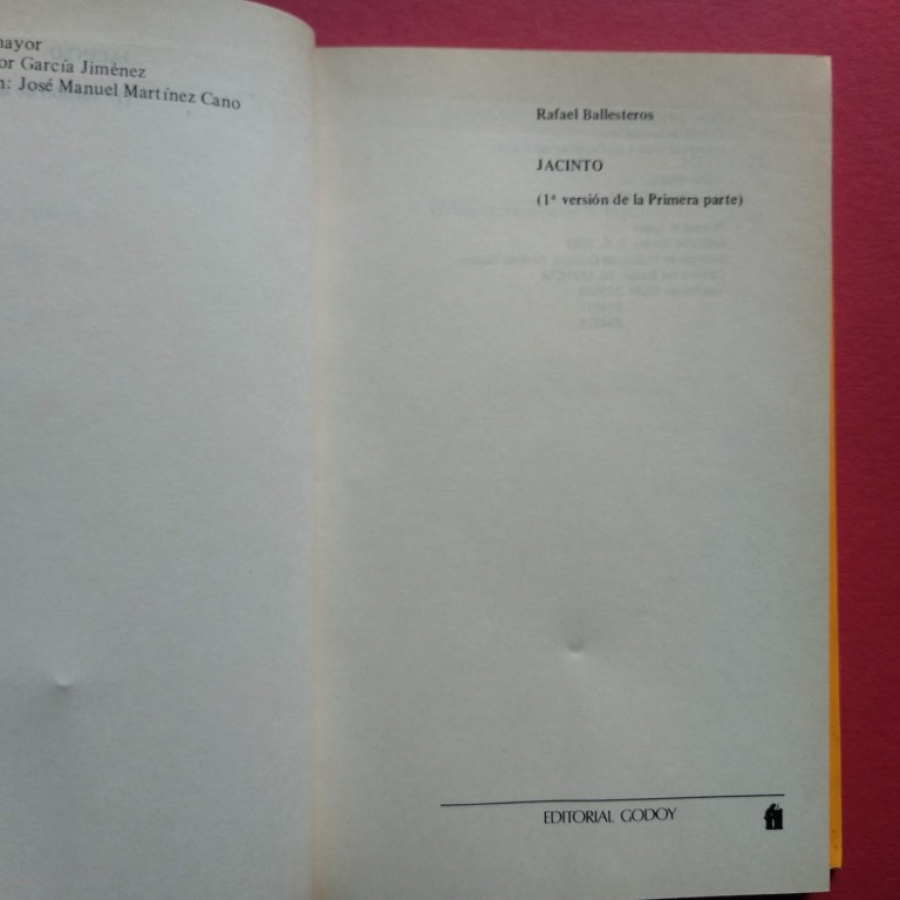 mayor
or García Jiménez
n: José Manuel Martínez Cano
Rafael Ballesteros
JACINTO
(1ª versión de la Primera parte)
EDITORIAL GODOY